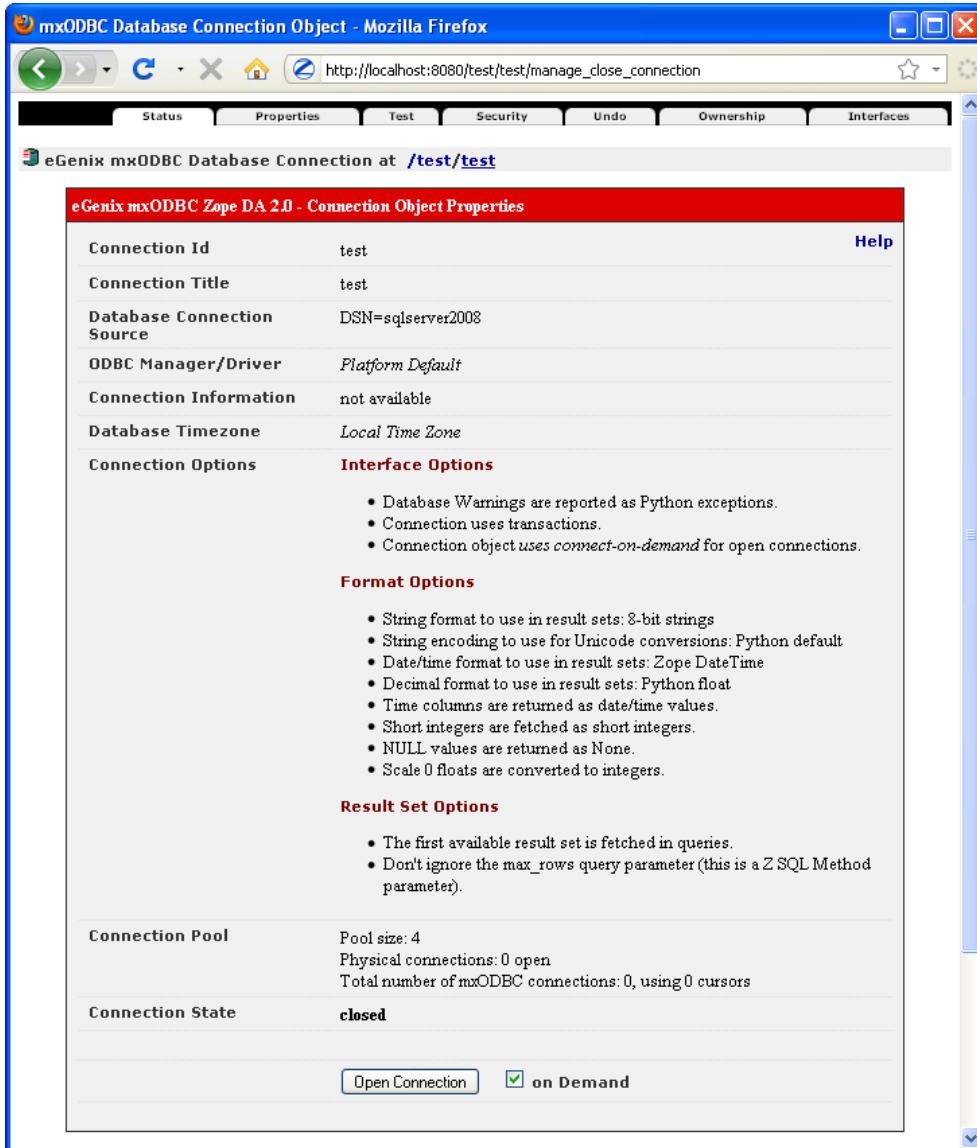 mxODBC Database Connection Object - Mozilla Firefox
http://localhost:8080/test/test/manage_close_connection
Status Properties Test Security Undo Ownership Interfaces
eGenix mxODBC Database Connection at /test/test
eGenix mxODBC Zope DA 2.0 - Connection Object Properties
Help
Connection Id test
Connection Title test
Database Connection DSN=sqlserver2008
Source
ODBC Manager/Driver Platform Default
Connection Information not available
Database Timezone Local Time Zone
Connection Options Interface Options
• Database Warnings are reported as Python exceptions.
• Connection uses transactions.
• Connection object uses connect-on-demand for open connections.
Format Options
• String format to use in result sets: 8-bit strings
• String encoding to use for Unicode conversions: Python default
• Date/time format to use in result sets: Zope DateTime
• Decimal format to use in result sets: Python float
• Time columns are returned as date/time values.
• Short integers are fetched as short integers.
• NULL values are returned as None.
• Scale 0 floats are converted to integers.
Result Set Options
• The first available result set is fetched in queries.
• Don't ignore the max_rows query parameter (this is a Z SQL Method
parameter).
Connection Pool Pool size: 4
Physical connections: 0 open
Total number of mxODBC connections: 0, using 0 cursors
Connection State closed
Open Connection on Demand